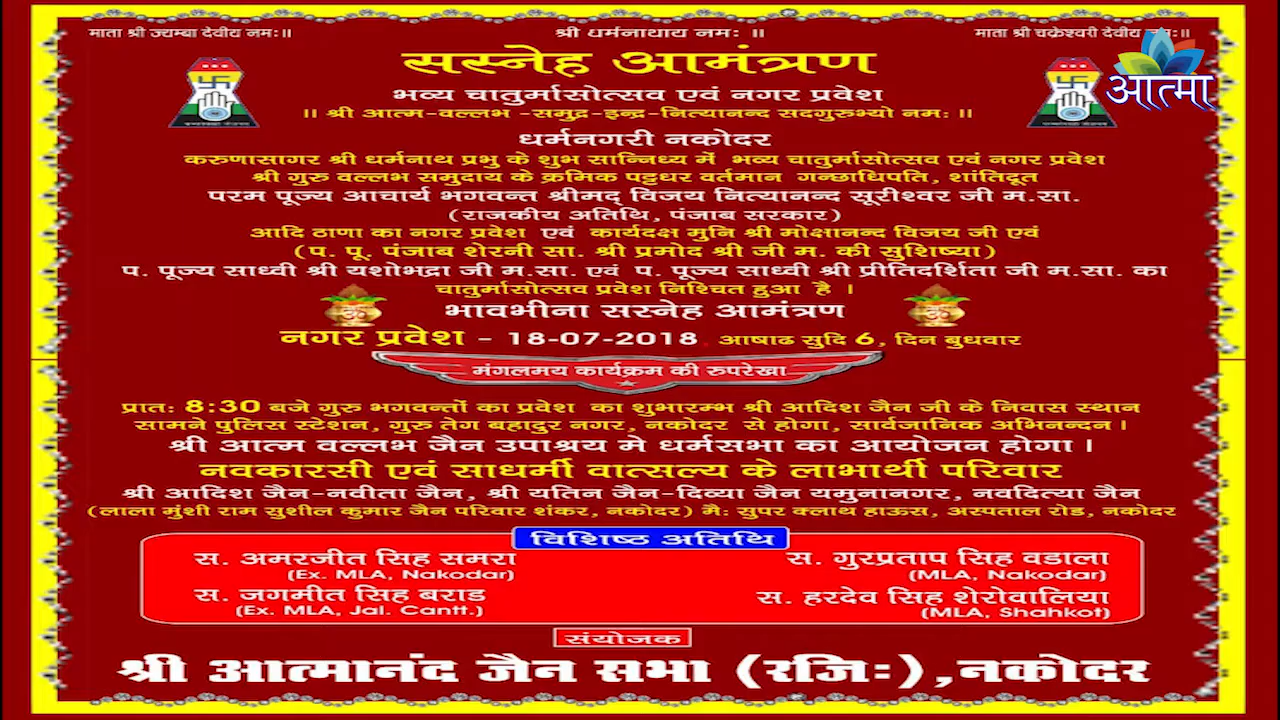 माता श्री ज्यम्बा देवीय नमः॥ श्री धर्मनाथाय नमः ॥ माता श्री चक्रेश्वरी देवीय नमः॥
आत्मा
सस्नेह आमंत्रण
भव्य चातुर्मासोत्सव एवं नगर प्रवेश
॥ श्री आत्म-वल्लभ -समुद्र-इन्द्र-नित्यानन्द सदगुरुभ्यो नमः ॥
धर्मनगरी नकोदर
करुणासागर श्री धर्मनाथ प्रभु के शुभ सान्निध्य में भव्य चातुर्मासोत्सव एवं नगर प्रवेश
श्री गुरु वल्लभ समुदाय के क्रमिक पट्टधर वर्तमान गन्छाधिपति, शांतिदूत
परम पूज्य आचार्य भगवन्त श्रीमद् विजय नित्यानन्द सूरीश्वर जी म.सा.
(राजकीय अतिथि, पंजाब सरकार)
आदि ठाणा का नगर प्रवेश एवं कार्यदक्ष मुनि श्री मोक्षानन्द विजय जी एवं
(प. पू. पंजाब शेरनी सा. श्री प्रमोद श्री जी म. की सुशिष्या)
प. पूज्य साध्वी श्री यशोभद्रा जी म.सा. एवं प. पूज्य साध्वी श्री प्रीतिदर्शिता जी म.सा. का
चातुर्मासोत्सव प्रवेश निश्चित हुआ है ।
भावभीना सस्नेह आमंत्रण
नगर प्रवेश - 18-07-2018, आषाढ सुदि 6, दिन बुधवार
मंगलमय कार्यक्रम की रुपरेखा
प्रातः 8:30 बजे गुरु भगवन्तों का प्रवेश का शुभारम्भ श्री आदिश जैन जी के निवास स्थान
सामने पुलिस स्टेशन, गुरु तेग बहादुर नगर, नकोदर से होगा, सार्वजानिक अभिनन्दन।
श्री आत्म वल्लभ जैन उपाश्रय मे धर्मसभा का आयोजन होगा।
नवकारसी एवं साधर्मी वात्सल्य के लाभार्थी परिवार
श्री आदिश जैन-नवीता जैन, श्री यतिन जैन-दिव्या जैन यमुनानगर, नवदित्या जैन
(लाला मुंशी राम सुशील कुमार जैन परिवार शंकर, नकोदर) मैः सुपर क्लाथ हाऊस, अस्पताल रोड, नकोदर
विशिष्ठ अतिथि
स. अमरजीत सिंह समरा स. गुरप्रताप सिंह वडाला
(Ex. MLA, Nakodar) (MLA, Nakodar)
स. जगमीत सिंह बराड स. हरदेव सिंह शेरोवालिया
(Ex. MLA, Jal. Cantt.) (MLA, Shahkot)
संयोजक
श्री आत्मानंद जैन सभा (रजिः),नकोदर